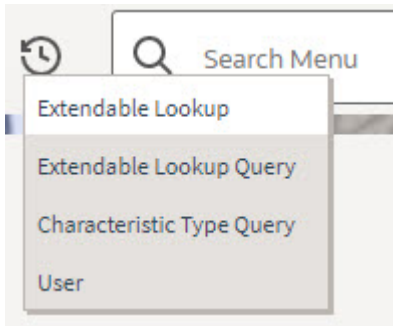 Search Menu
Extendable Lookup
Extendable Lookup Query
Characteristic Type Query
User